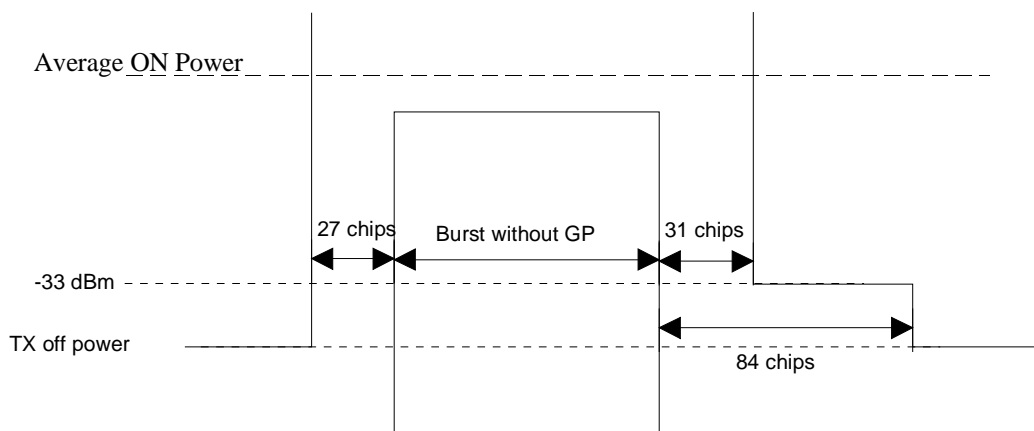 Average ON Power
27 chips
Burst without GP
31 chips
-33 dBm
TX off power
84 chips